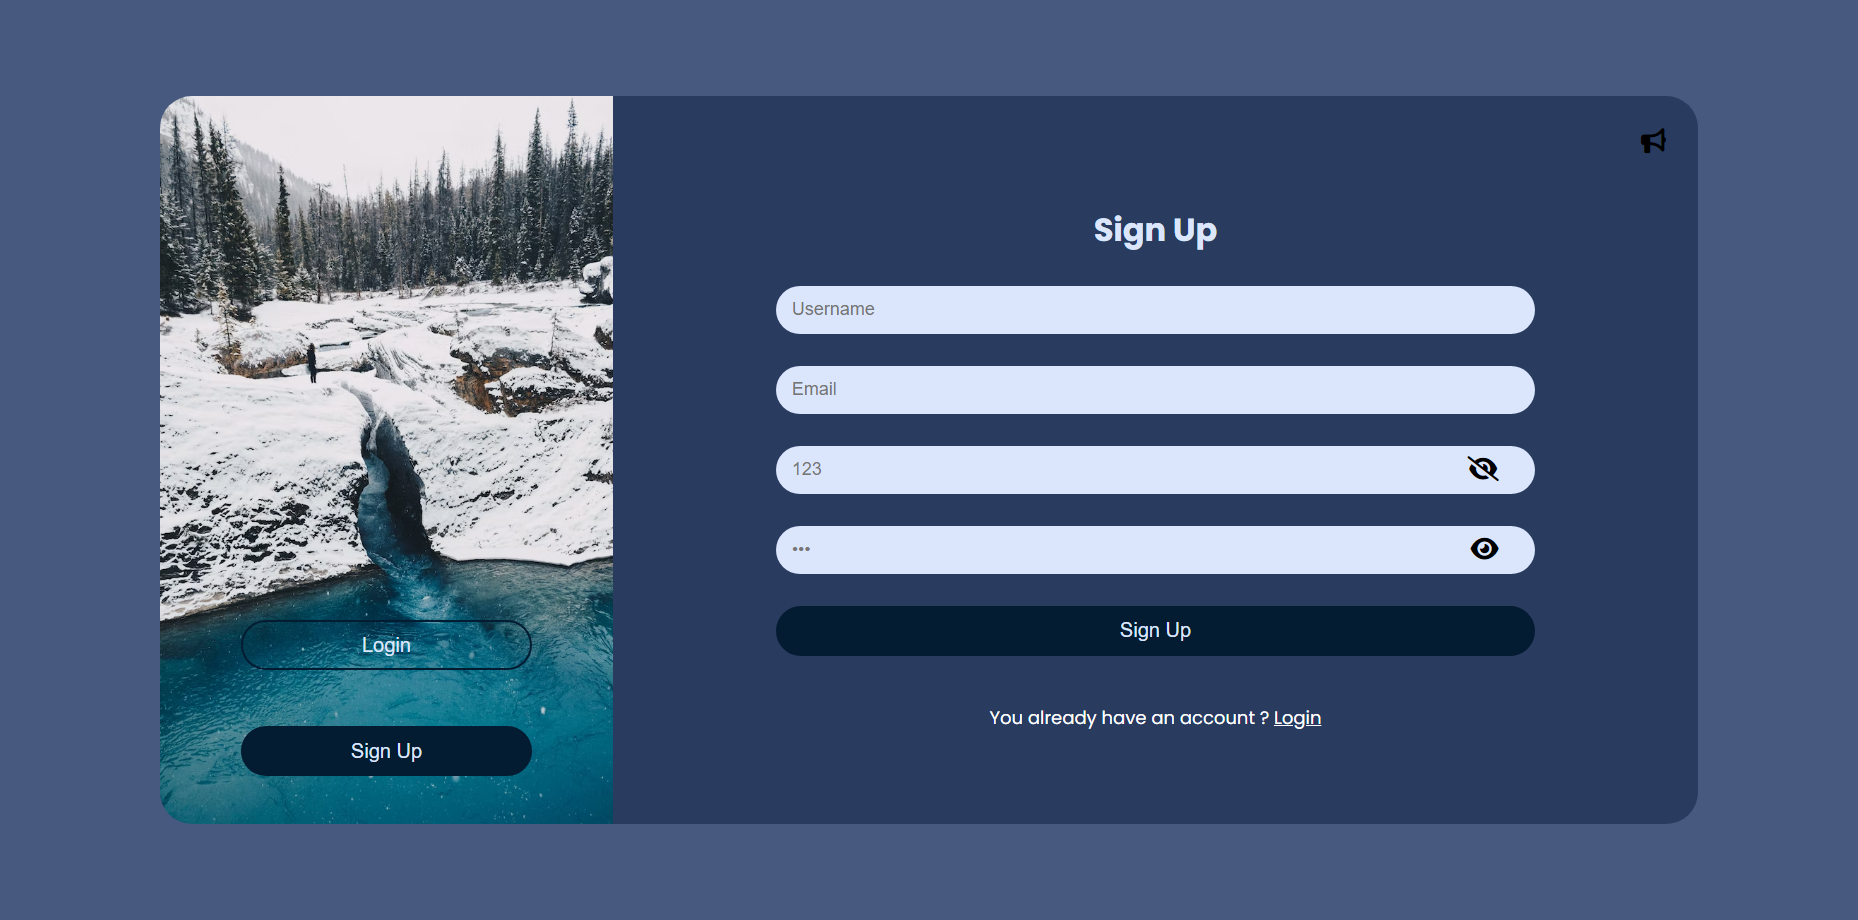 Login
Sign Up
Sign Up
Username
Email
123
•••
Sign Up
You already have an account ? Login